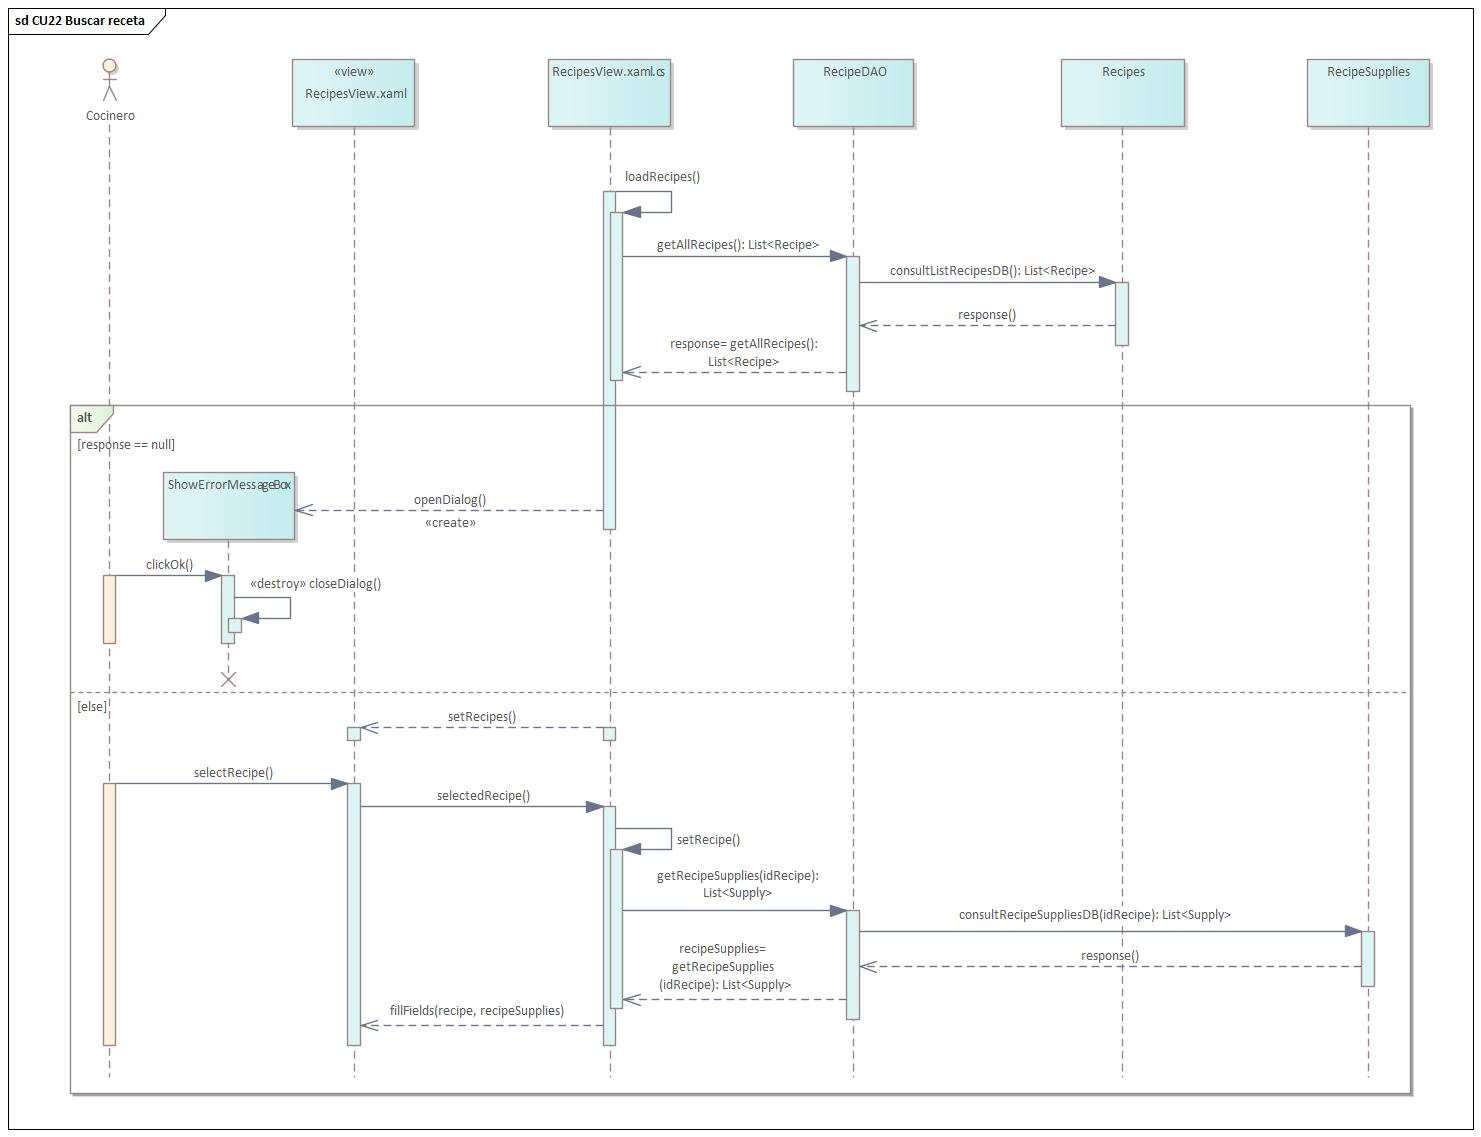 sd CU22 Buscar receta
Cocinero
«view»
RecipesView.xaml
RecipesView.xaml.cs
RecipeDAO
Recipes
RecipeSupplies
loadRecipes()
getAllRecipes(): List<Recipe>
consultListRecipesDB(): List<Recipe>
response()
response= getAllRecipes():
List<Recipe>
alt
[response == null]
ShowErrorMessageBox
openDialog()
«create»
clickOk()
«destroy» closeDialog()
[else]
setRecipes()
selectRecipe()
selectedRecipe()
setRecipe()
getRecipeSupplies(idRecipe):
List<Supply>
consultRecipeSuppliesDB(idRecipe): List<Supply>
response()
recipeSupplies=
getRecipeSupplies
(idRecipe): List<Supply>
fillFields(recipe, recipeSupplies)